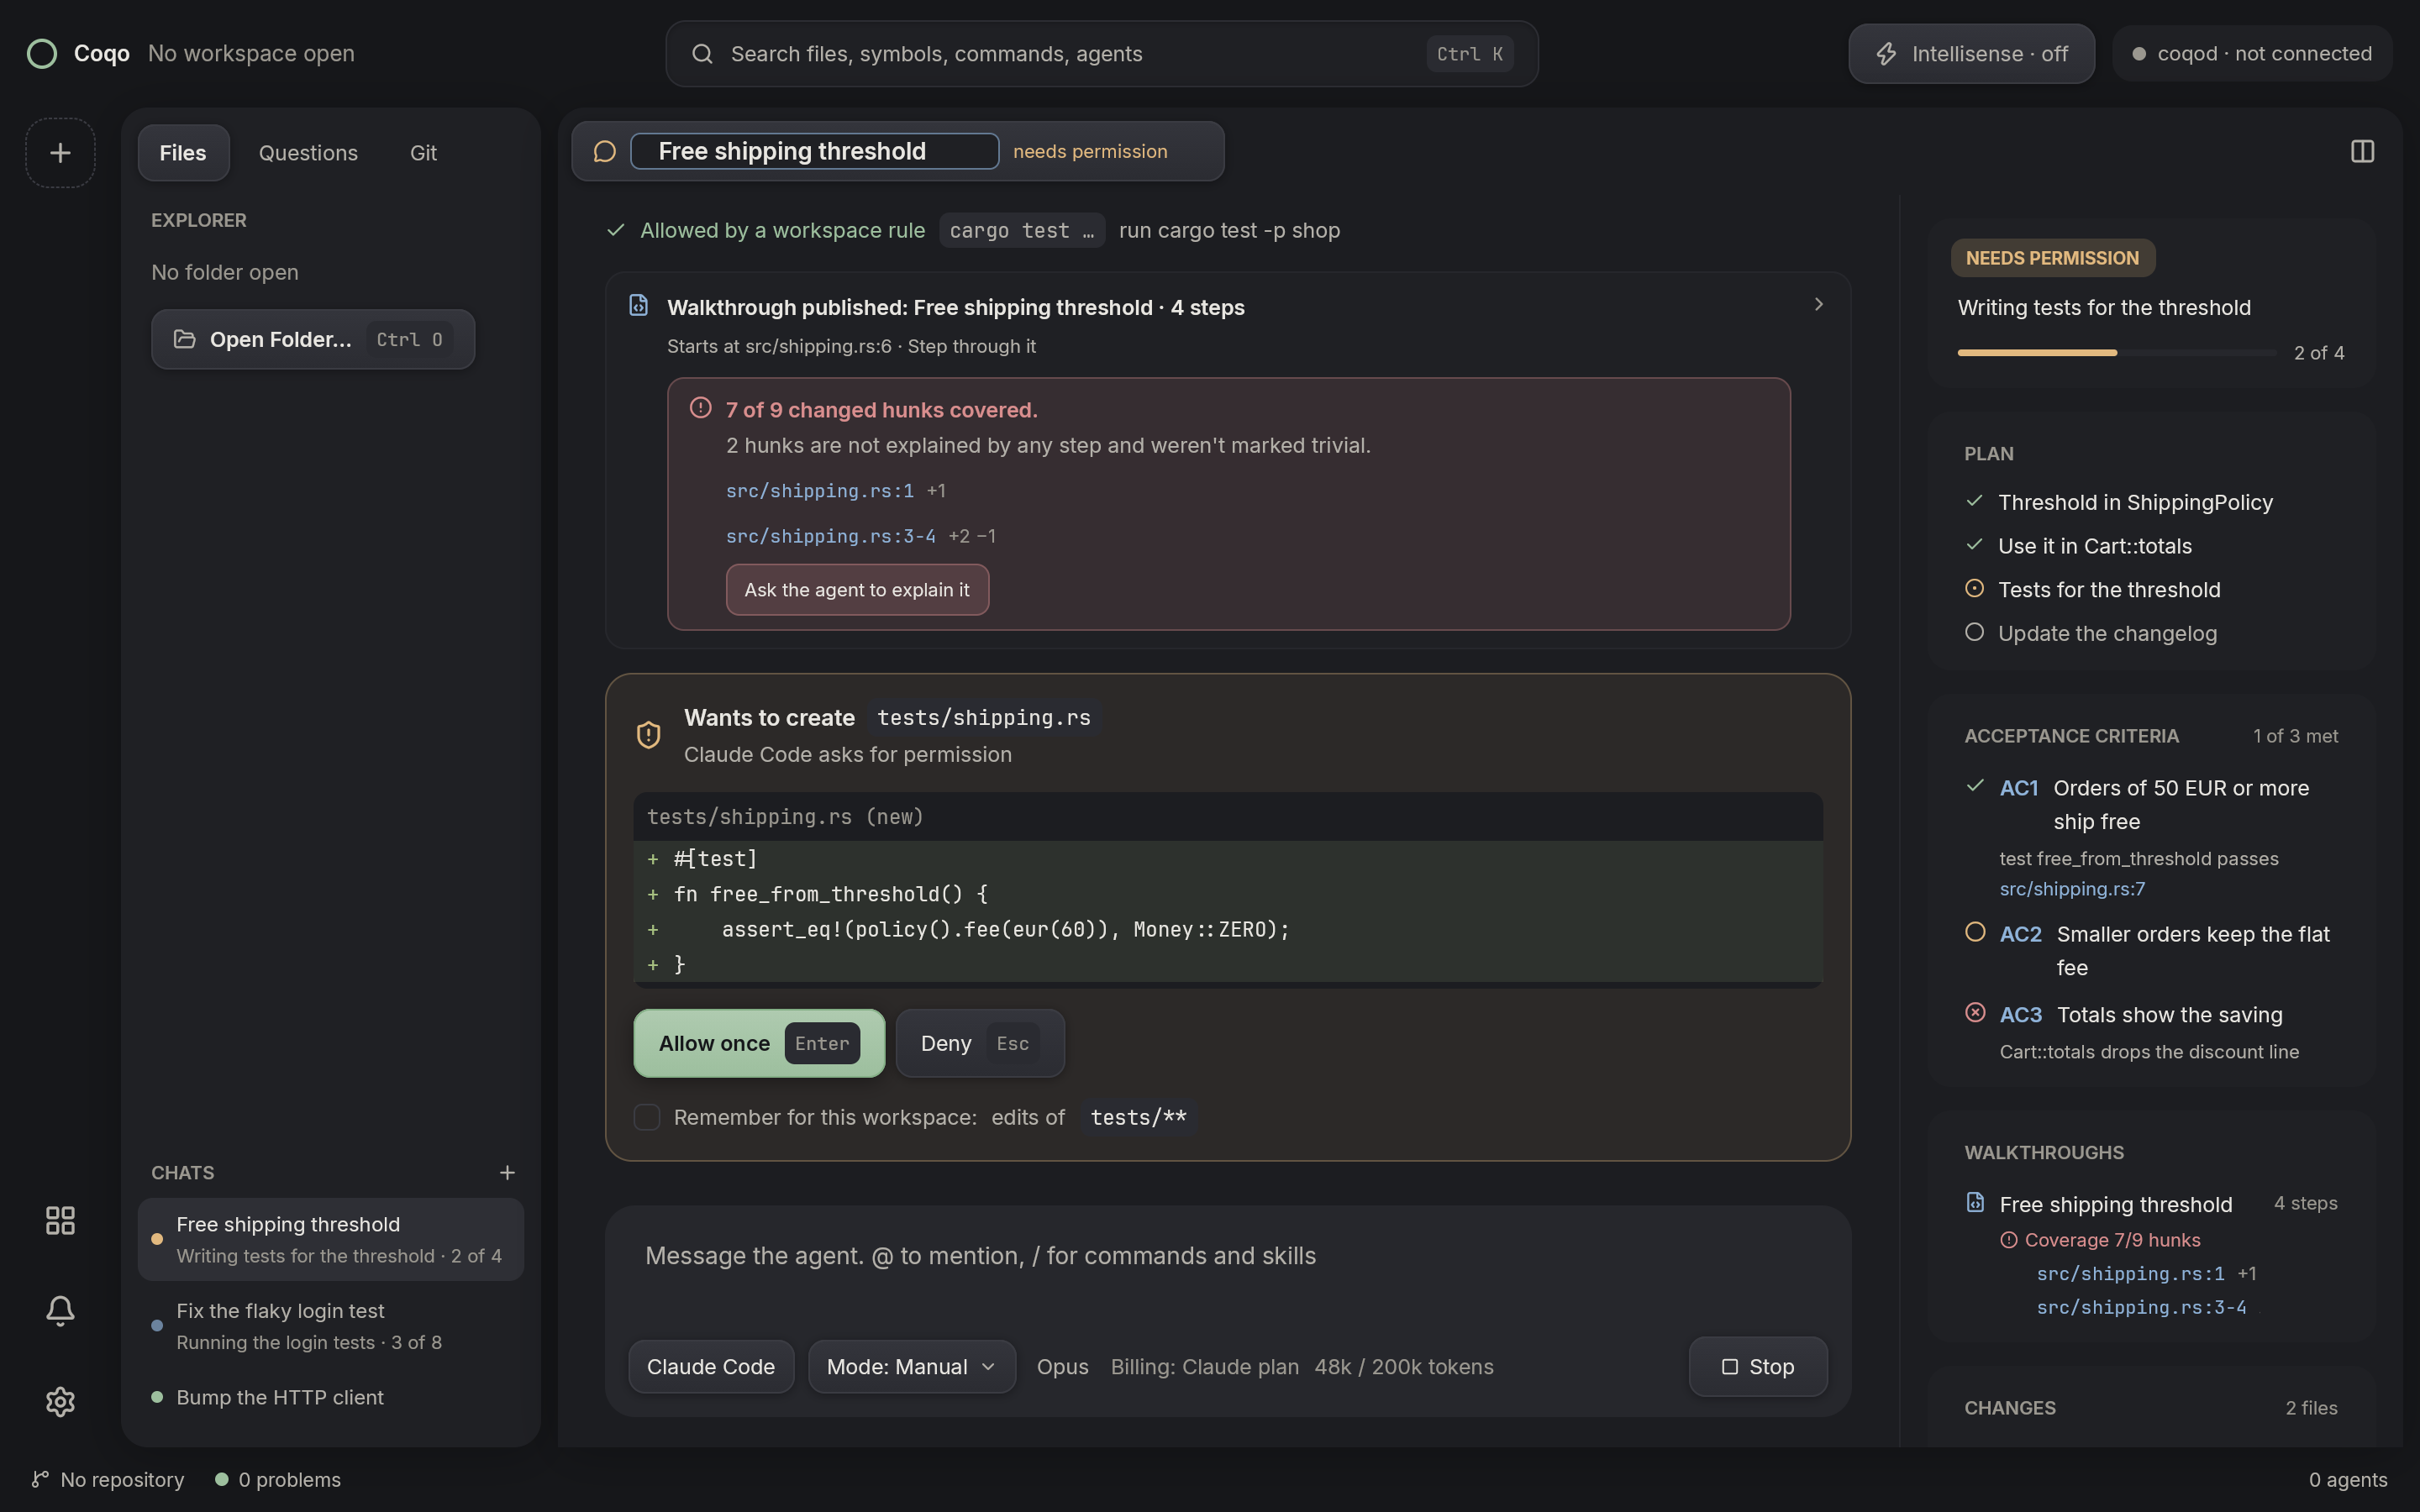 Coqo No workspace open
Search files, symbols, commands, agents Ctrl K
Intellisense · off
coqod · not connected
Files Questions Git
EXPLORER
No folder open
Open Folder... Ctrl O
CHATS
Free shipping threshold
Writing tests for the threshold · 2 of 4
Fix the flaky login test
Running the login tests · 3 of 8
Bump the HTTP client
Free shipping threshold needs permission
Allowed by a workspace rule cargo test … run cargo test -p shop
Walkthrough published: Free shipping threshold · 4 steps
Starts at src/shipping.rs:6 · Step through it
7 of 9 changed hunks covered.
2 hunks are not explained by any step and weren't marked trivial.
src/shipping.rs:1 +1
src/shipping.rs:3-4 +2 −1
Ask the agent to explain it
Wants to create tests/shipping.rs
Claude Code asks for permission
tests/shipping.rs (new)
+ #[test]
+ fn free_from_threshold() {
+     assert_eq!(policy().fee(eur(60)), Money::ZERO);
+ }
Allow once Enter
Deny Esc
Remember for this workspace: edits of tests/**
Message the agent. @ to mention, / for commands and skills
Claude Code Mode: Manual Opus Billing: Claude plan 48k / 200k tokens Stop
NEEDS PERMISSION
Writing tests for the threshold
2 of 4
PLAN
Threshold in ShippingPolicy
Use it in Cart::totals
Tests for the threshold
Update the changelog
ACCEPTANCE CRITERIA 1 of 3 met
AC1 Orders of 50 EUR or more
ship free
test free_from_threshold passes
src/shipping.rs:7
AC2 Smaller orders keep the flat
fee
AC3 Totals show the saving
Cart::totals drops the discount line
WALKTHROUGHS
Free shipping threshold 4 steps
Coverage 7/9 hunks
src/shipping.rs:1 +1
src/shipping.rs:3-4
CHANGES 2 files
No repository 0 problems
0 agents